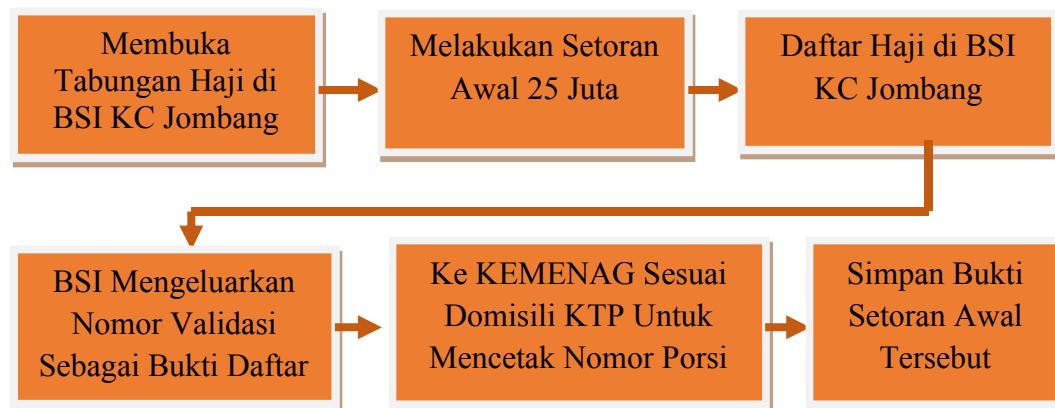 Membuka
Tabungan Haji di
BSI KC Jombang
Melakukan Setoran
Awal 25 Juta
Daftar Haji di BSI
KC Jombang
BSI Mengeluarkan
Nomor Validasi
Sebagai Bukti Daftar
Ke KEMENAG Sesuai
Domisili KTP Untuk
Mencetak Nomor Porsi
Simpan Bukti
Setoran Awal
Tersebut